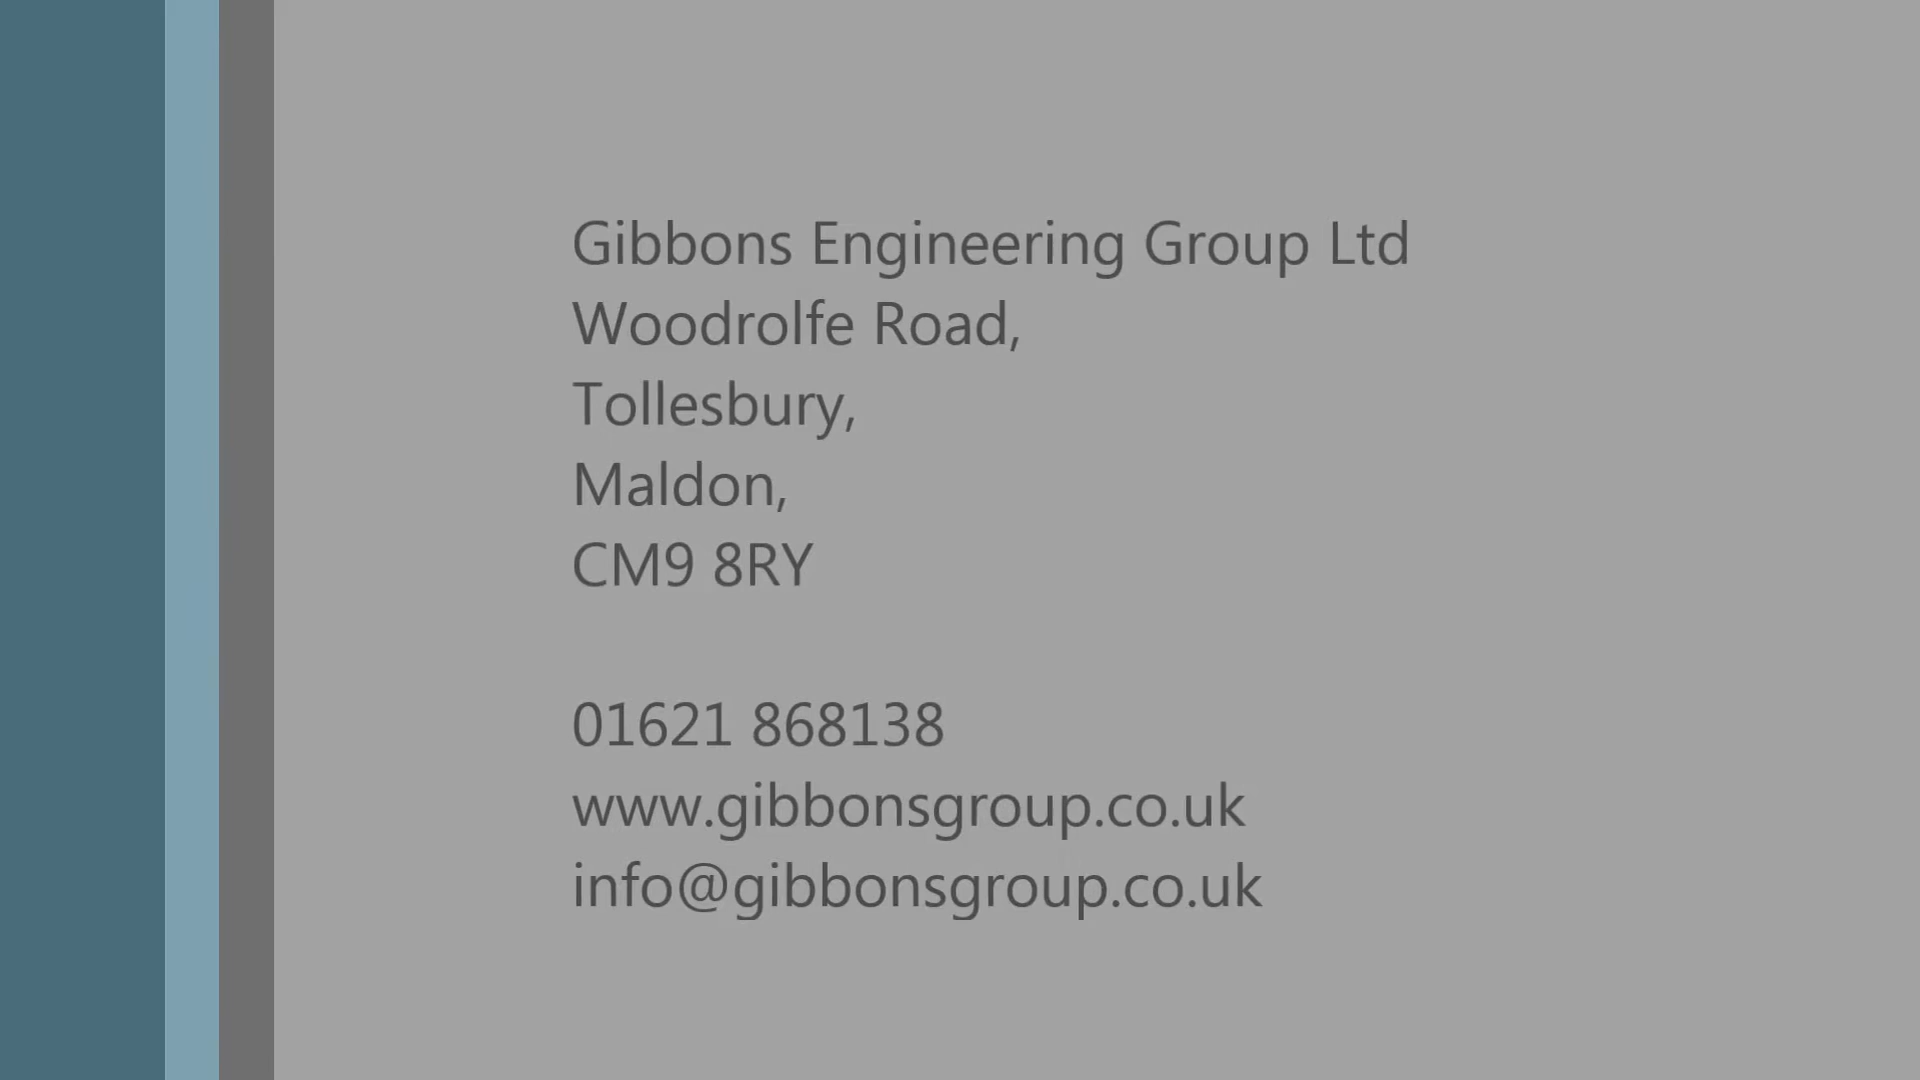 Gibbons Engineering Group Ltd
Woodrolfe Road,
Tollesbury,
Maldon,
CM9 8RY
01621 868138
www.gibbonsgroup.co.uk
info@gibbonsgroup.co.uk